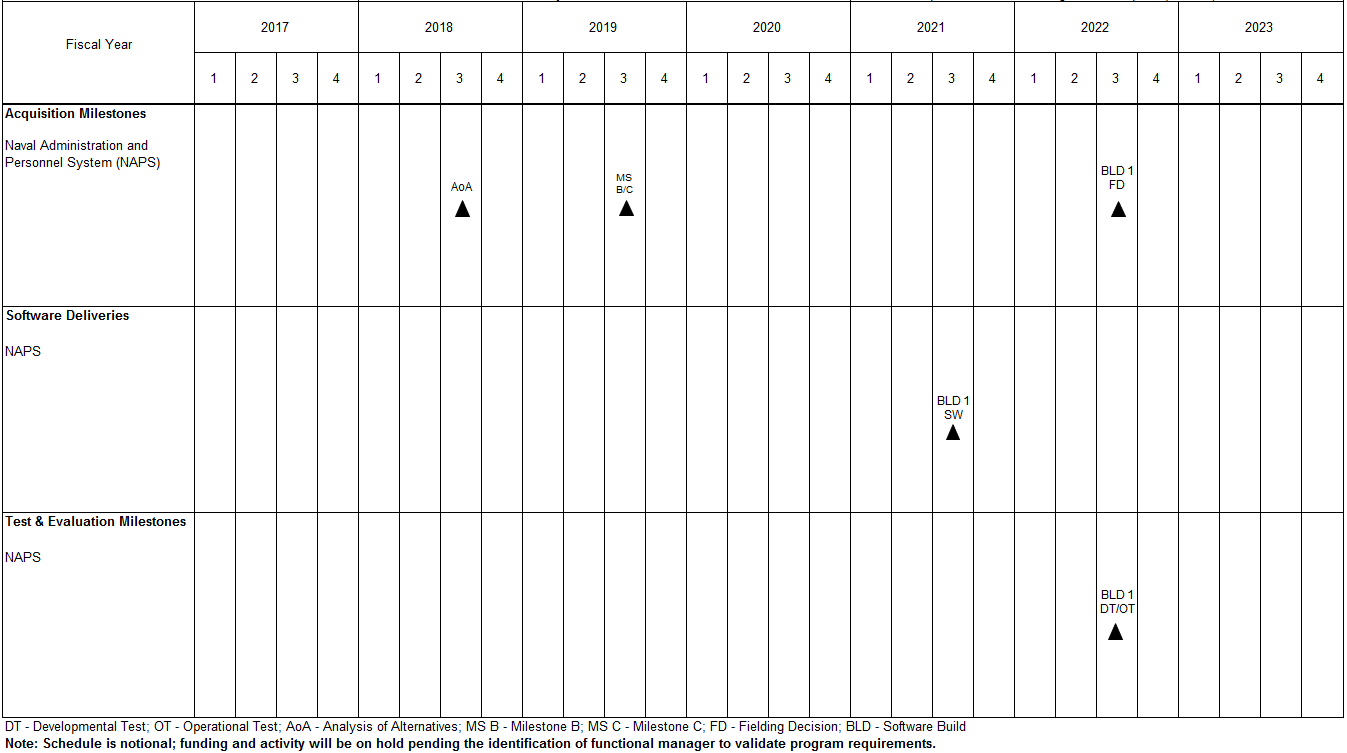 Fiscal Year
2017 2018 2019 2020 2021 2022 2023
1 2 3 4 1 2 3 4 1 2 3 4 1 2 3 4 1 2 3 4 1 2 3 4 1 2 3 4
Acquisition Milestones
Naval Administration and
Personnel System (NAPS)
AoA
MS
B/C
BLD 1
FD
Software Deliveries
NAPS
BLD 1
SW
Test & Evaluation Milestones
NAPS
BLD 1
DT/OT
DT - Developmental Test; OT - Operational Test; AoA - Analysis of Alternatives; MS B - Milestone B; MS C - Milestone C; FD - Fielding Decision; BLD - Software Build
Note: Schedule is notional; funding and activity will be on hold pending the identification of functional manager to validate program requirements.